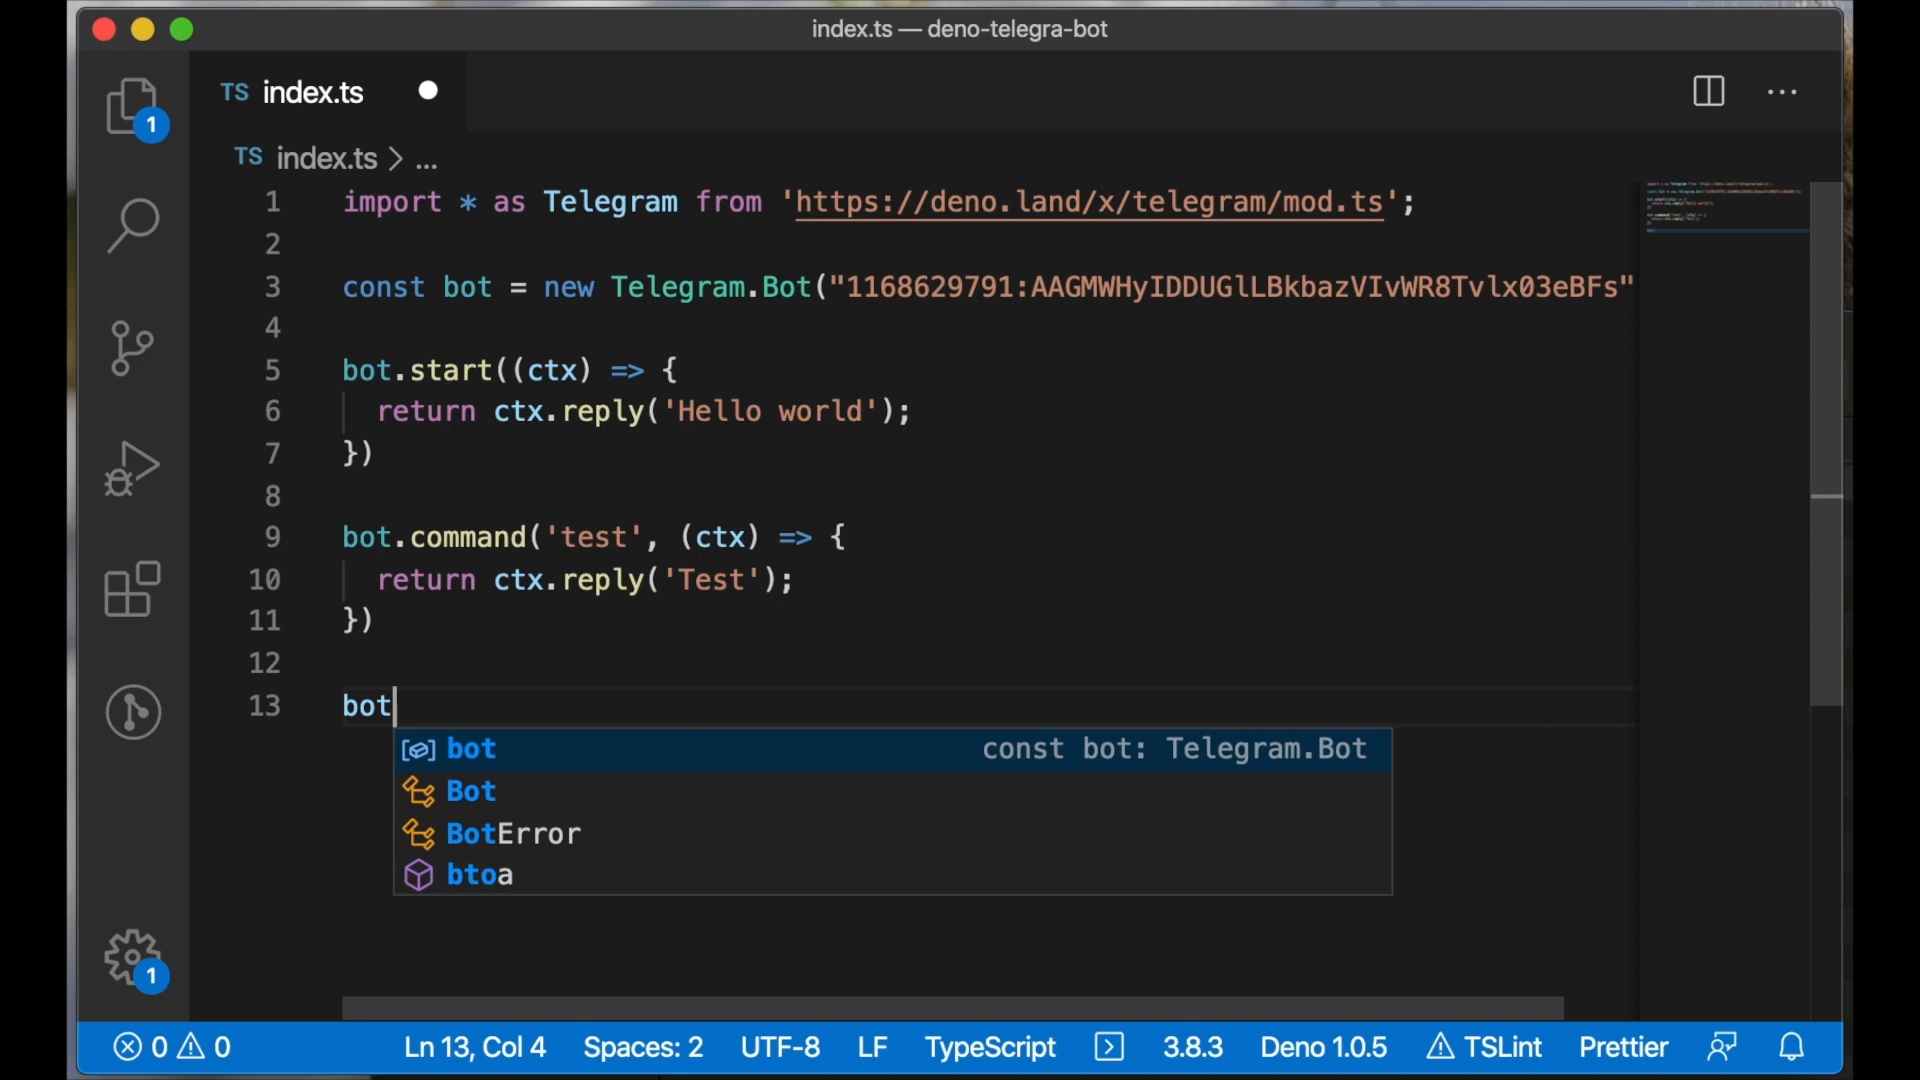 index.ts — deno-telegra-bot
TS index.ts
1
TS index.ts > ...
1 import * as Telegram from 'https://deno.land/x/telegram/mod.ts';
2
3 const bot = new Telegram.Bot("1168629791:AAGMWHyIDDUGlLBkbazVIvWR8Tvlx03eBFs"
4
5 bot.start((ctx) => {
6 return ctx.reply('Hello world');
7 })
8
9 bot.command('test', (ctx) => {
10 return ctx.reply('Test');
11 })
12
13 bot
bot const bot: Telegram.Bot
Bot
BotError
btoa
1
0 0 Ln 13, Col 4 Spaces: 2 UTF-8 LF TypeScript 3.8.3 Deno 1.0.5 TSLint Prettier